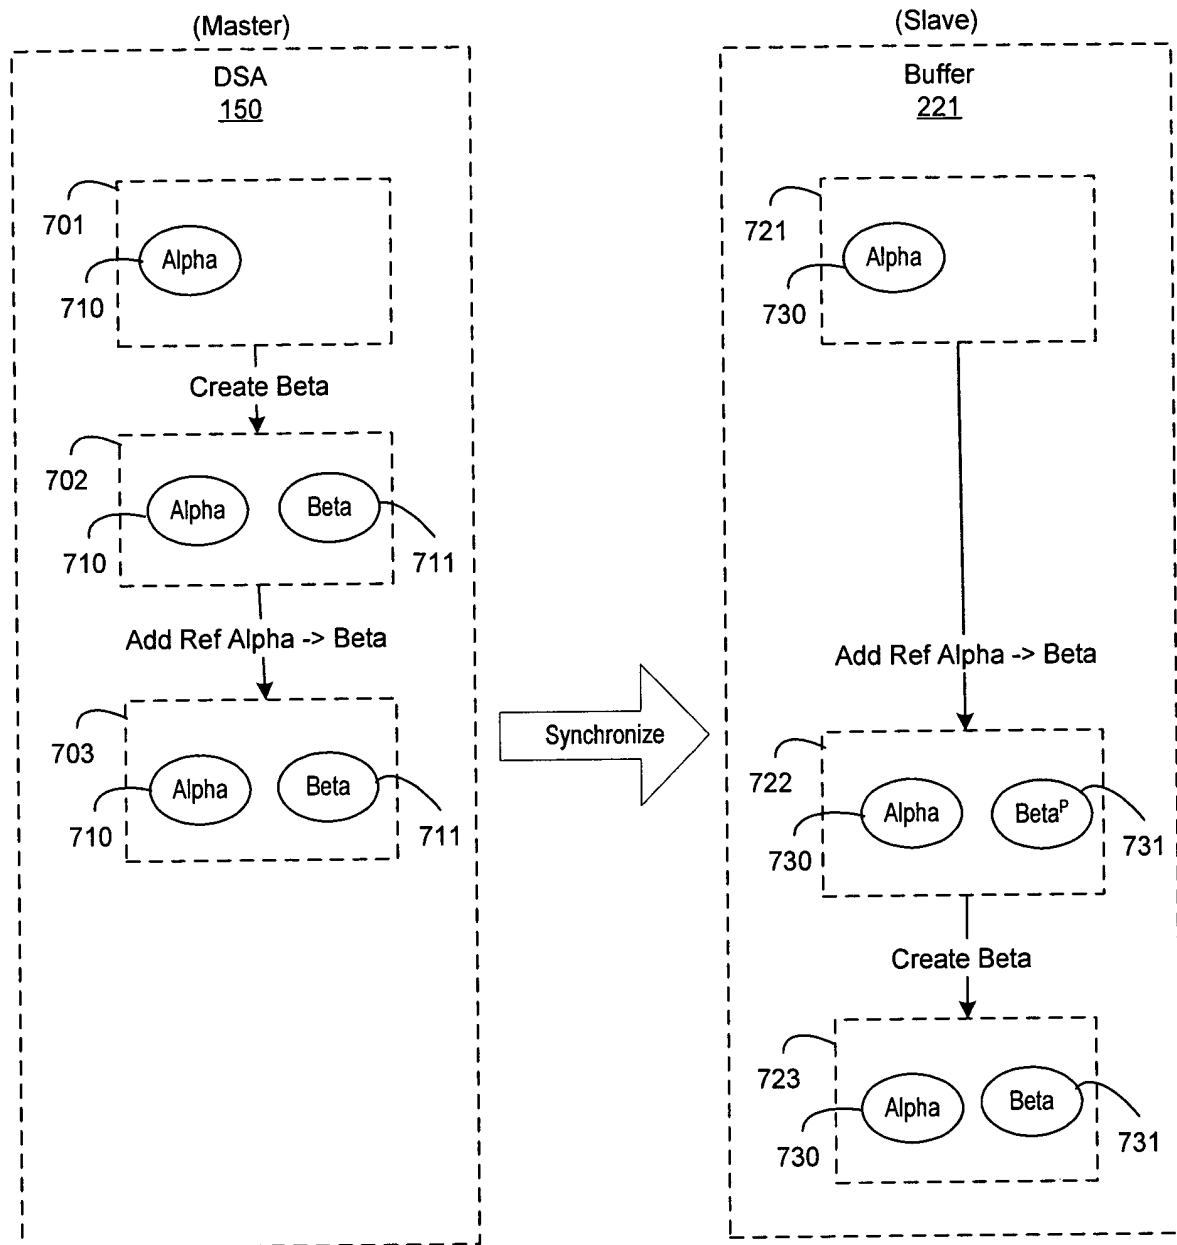 (Master)
DSA
150
701
Alpha
710
Create Beta
702
Alpha
Beta
710
711
Add Ref Alpha -> Beta
703
Alpha
Beta
710
711
Synchronize
(Slave)
Buffer
221
721
Alpha
730
Add Ref Alpha -> Beta
722
Alpha
Betaᴾ
730
731
Create Beta
723
Alpha
Beta
730
731